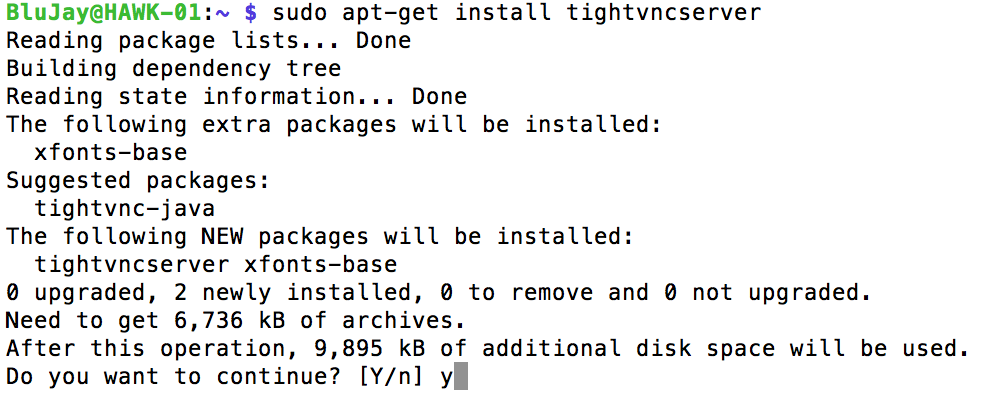 BluJay@HAWK-01:~ $ sudo apt-get install tightvncserver
Reading package lists... Done
Building dependency tree
Reading state information... Done
The following extra packages will be installed:
  xfonts-base
Suggested packages:
  tightvnc-java
The following NEW packages will be installed:
  tightvncserver xfonts-base
0 upgraded, 2 newly installed, 0 to remove and 0 not upgraded.
Need to get 6,736 kB of archives.
After this operation, 9,895 kB of additional disk space will be used.
Do you want to continue? [Y/n] y